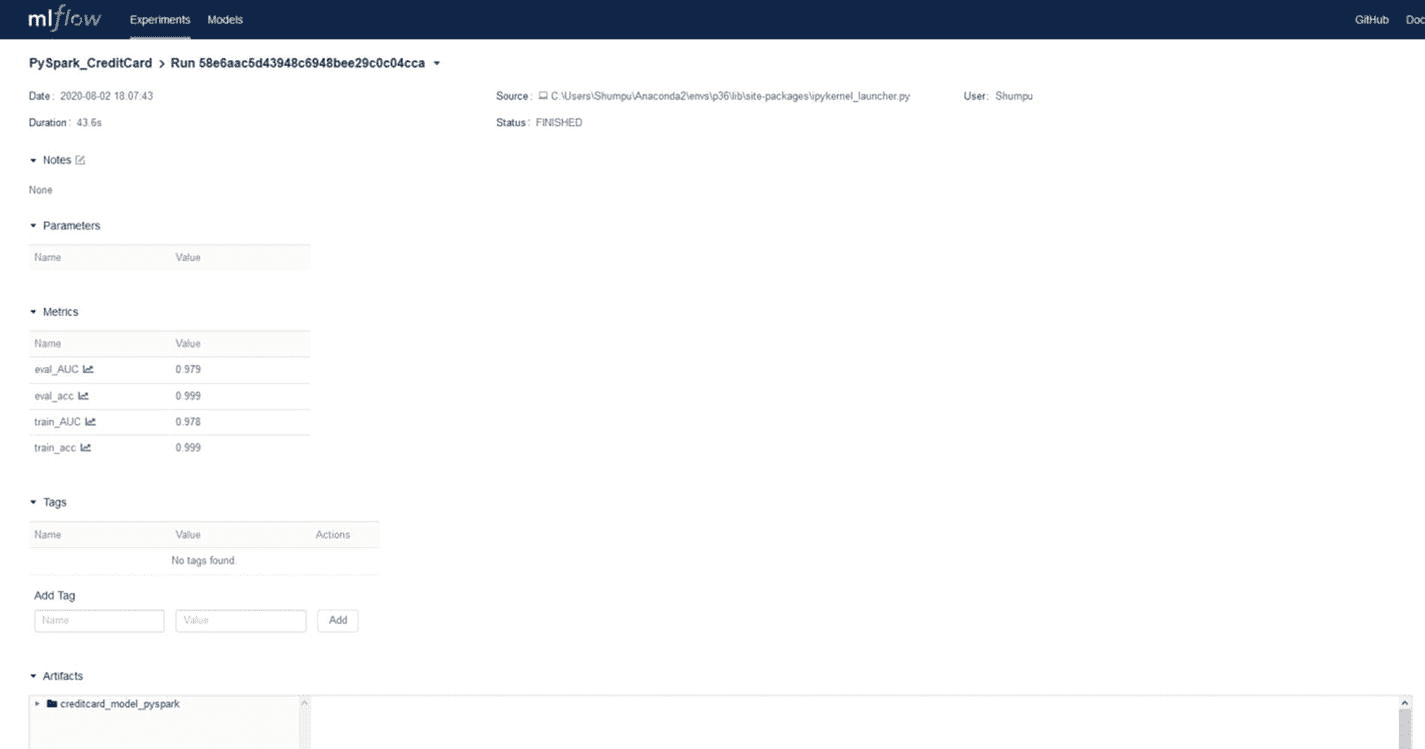 mlflow Experiments Models GitHub Doc
PySpark_CreditCard > Run 58e6aac5d43948c6948bee29c0c04cca
Date : 2020-08-02 18:07:43 Source : C:\Users\Shumpu\Anaconda2\envs\p36\lib\site-packages\ipykernel_launcher.py User : Shumpu
Duration : 43.6s Status : FINISHED
Notes
None
Parameters
Name Value
Metrics
Name Value
eval_AUC 0.979
eval_acc 0.999
train_AUC 0.978
train_acc 0.999
Tags
Name Value Actions
No tags found.
Add Tag
Name Value Add
Artifacts
creditcard_model_pyspark